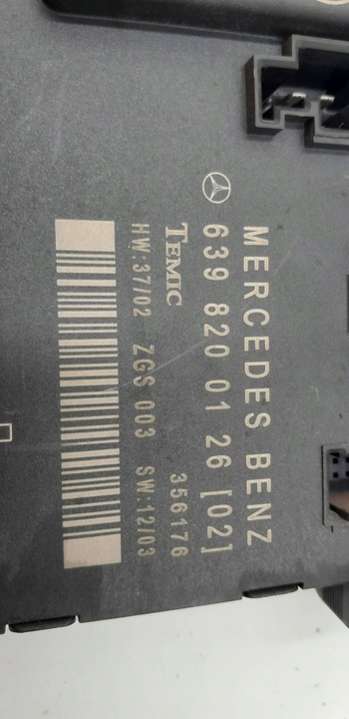 MERCEDES BENZ
639 820 01 26 [02]
TEMIC 356176
HW:37/02 ZGS 003 SW:12/03